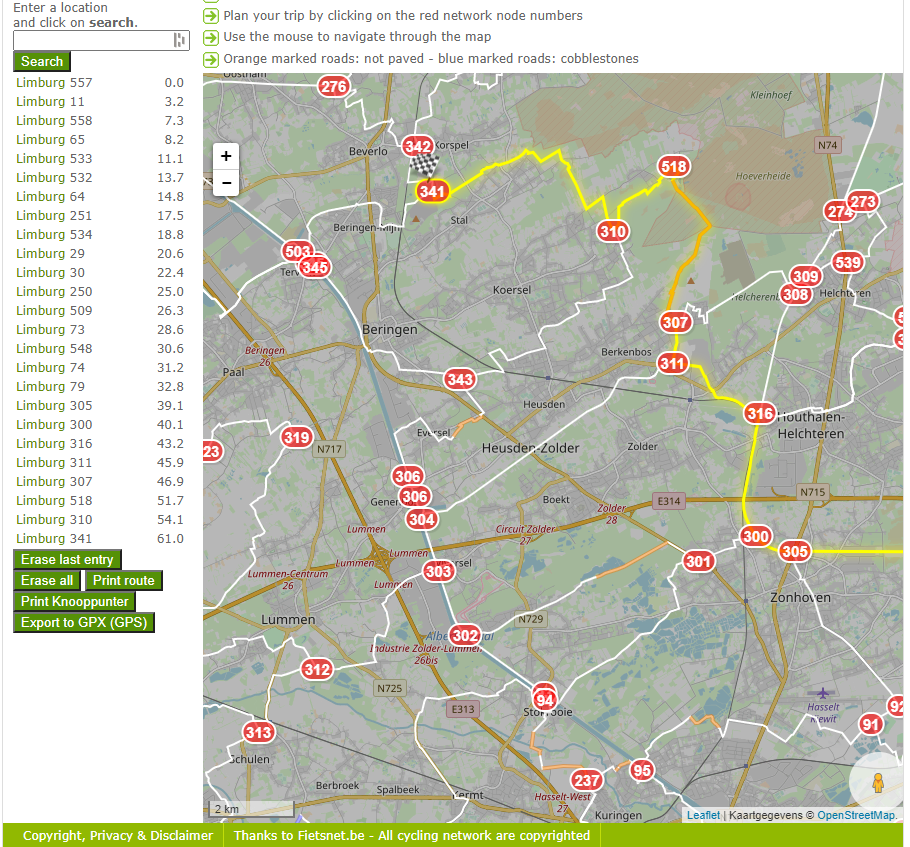 Enter a location
and click on search.
Search
Limburg 557 0.0
Limburg 11 3.2
Limburg 558 7.3
Limburg 65 8.2
Limburg 533 11.1
Limburg 532 13.7
Limburg 64 14.8
Limburg 251 17.5
Limburg 534 18.8
Limburg 29 20.6
Limburg 30 22.4
Limburg 250 25.0
Limburg 509 26.3
Limburg 73 28.6
Limburg 548 30.6
Limburg 74 31.2
Limburg 79 32.8
Limburg 305 39.1
Limburg 300 40.1
Limburg 316 43.2
Limburg 311 45.9
Limburg 307 46.9
Limburg 518 51.7
Limburg 310 54.1
Limburg 341 61.0
Erase last entry
Erase all Print route
Print Knooppunter
Export to GPX (GPS)
Plan your trip by clicking on the red network node numbers
Use the mouse to navigate through the map
Orange marked roads: not paved - blue marked roads: cobblestones
Oostham
276
Kleinhoef
+
−
342
Korspel
N74
Beverlo
518
341
Hoeverheide
273
274
Stal
Beringen-Mijn
310
503
345
539
309
308
Helchteren
Koersel
307
Beringen
Berkenbos
Beringen
26
311
Paal
343
Heusden
316
Houthalen-
Helchteren
Eversel
319
N717
Heusden-Zolder
Zolder
23
306
306
304
Boekt
E314
N715
Zolder
28
Lummen
Circuit Zolder
27
300
305
Lummen
Lummen
303
301
Lummen-Centrum
26
Lummen
Zonhoven
Lummen
N729
302
Industrie Zolder-Lummen
26bis
312
N725
94
Hasselt
Kiewit
E313
Stokrooie
92
91
313
Schulen
95
237
Berbroek
Spalbeek
Kermt
Hasselt-West
27
Kuringen
2 km
Leaflet | Kaartgegevens © OpenStreetMap.
Copyright, Privacy & Disclaimer Thanks to Fietsnet.be - All cycling network are copyrighted